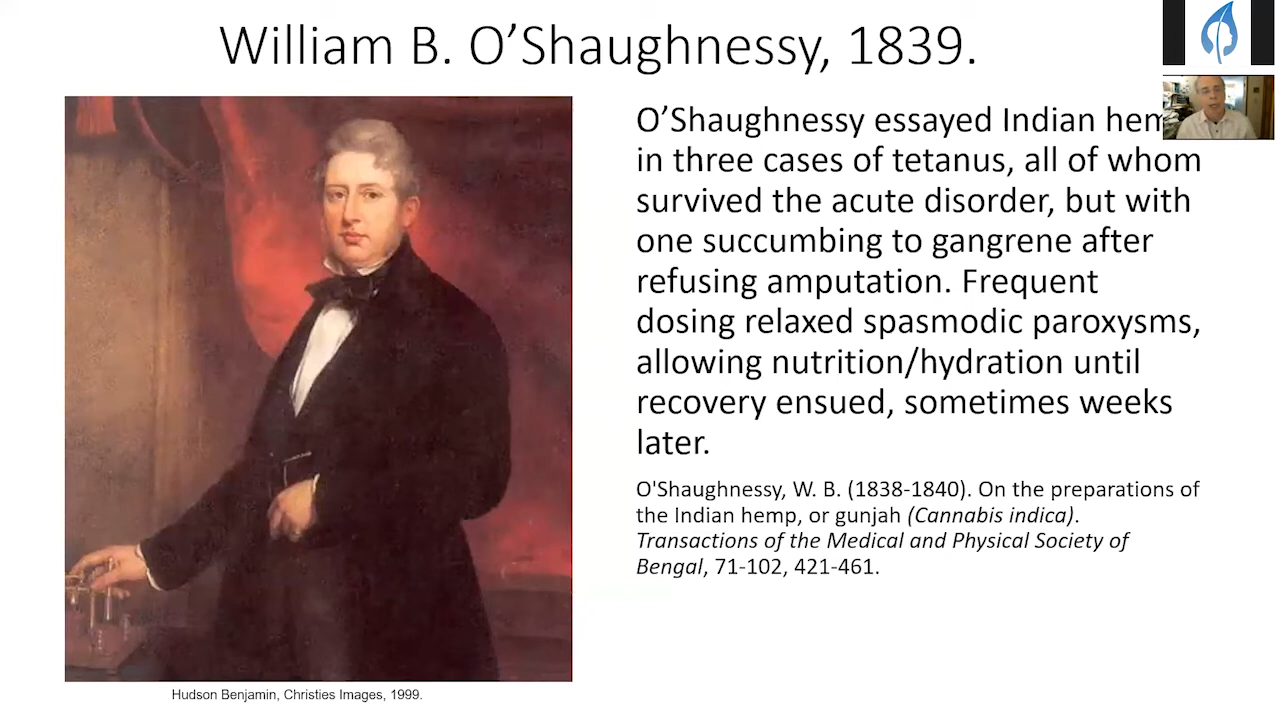 William B. O’Shaughnessy, 1839.
O’Shaughnessy essayed Indian
in three cases of tetanus, all of whom
survived the acute disorder, but with
one succumbing to gangrene after
refusing amputation. Frequent
dosing relaxed spasmodic paroxysms,
allowing nutrition/hydration until
recovery ensued, sometimes weeks
later.
O'Shaughnessy, W. B. (1838-1840). On the preparations of
the Indian hemp, or gunjah (Cannabis indica).
Transactions of the Medical and Physical Society of
Bengal, 71-102, 421-461.
Hudson Benjamin, Christies Images, 1999.